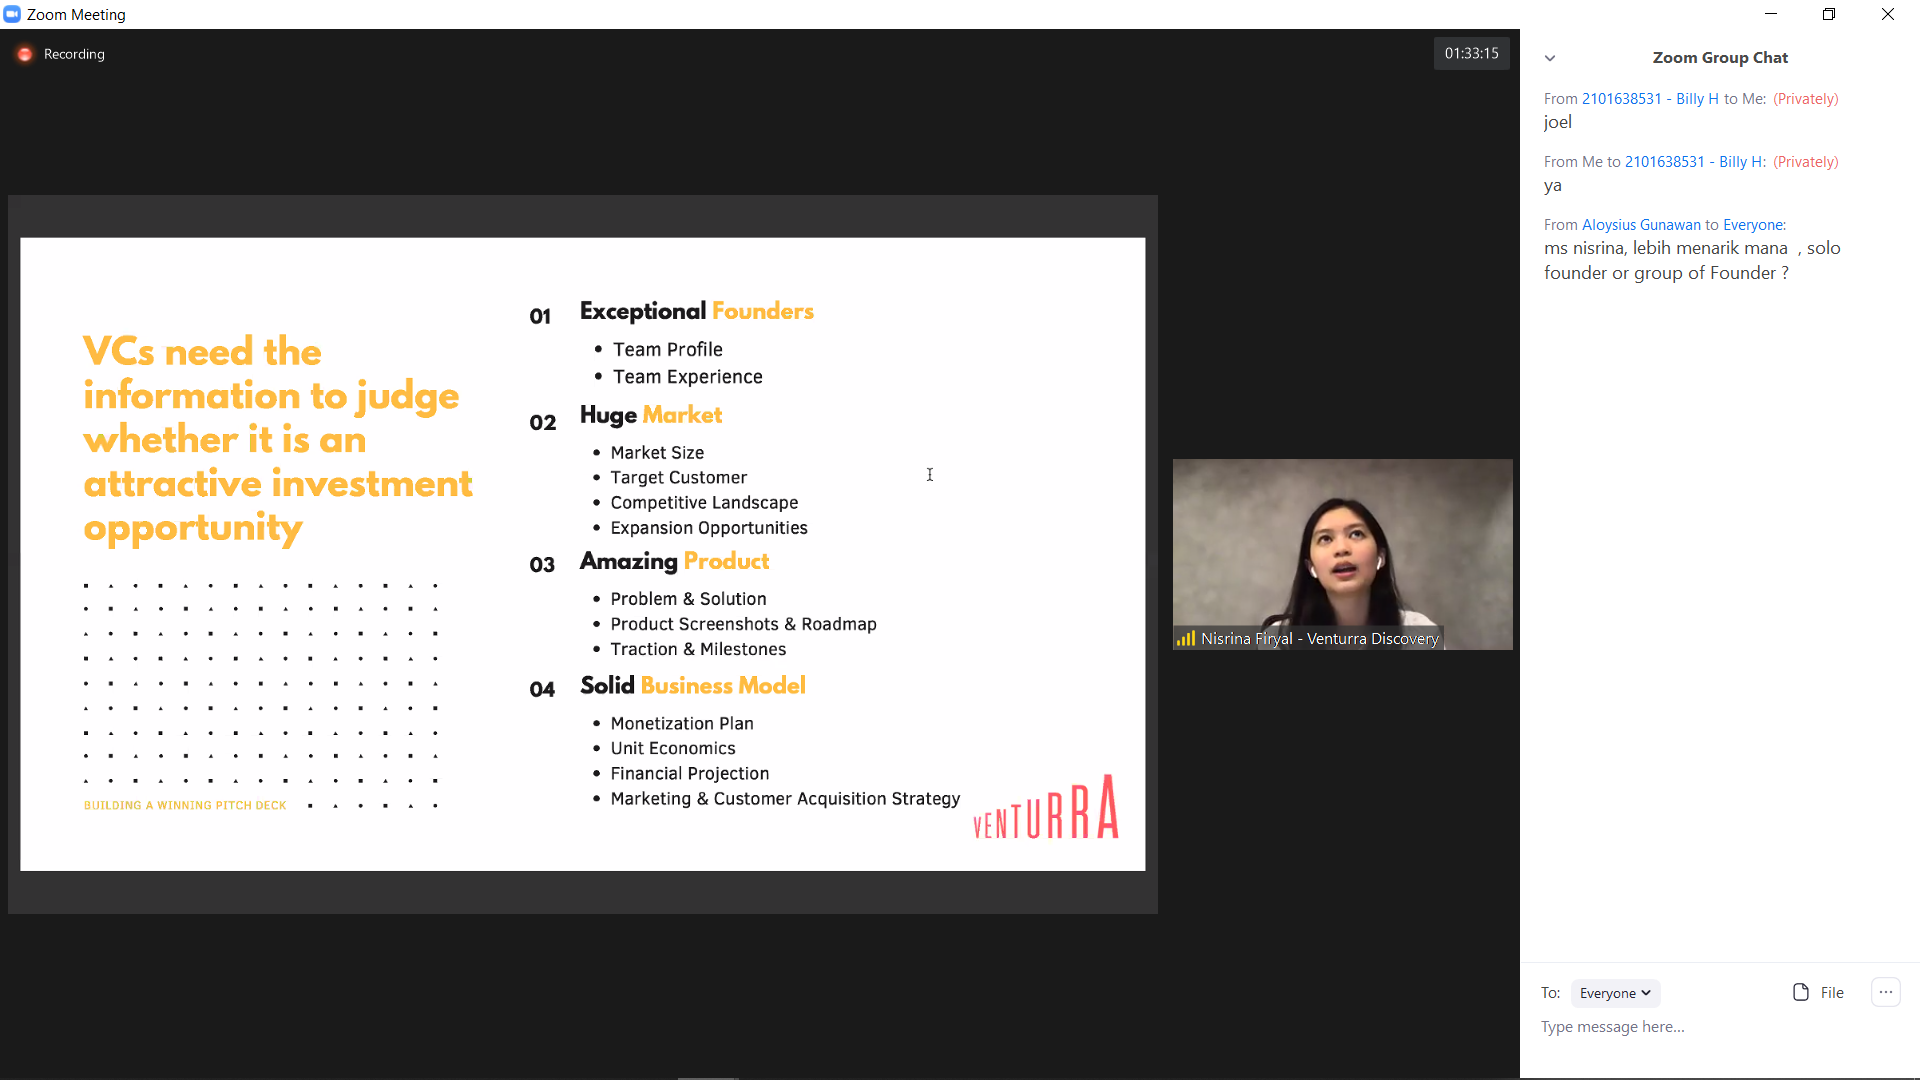 Zoom Meeting
Recording
01:33:15
VCs need the
information to judge
whether it is an
attractive investment
opportunity
BUILDING A WINNING PITCH DECK
01 Exceptional Founders
• Team Profile
• Team Experience
02 Huge Market
• Market Size
• Target Customer
• Competitive Landscape
• Expansion Opportunities
03 Amazing Product
• Problem & Solution
• Product Screenshots & Roadmap
• Traction & Milestones
04 Solid Business Model
• Monetization Plan
• Unit Economics
• Financial Projection
• Marketing & Customer Acquisition Strategy
VENTURRA
Nisrina Firyal - Venturra Discovery
Zoom Group Chat
From 2101638531 - Billy H to Me: (Privately)
joel
From Me to 2101638531 - Billy H: (Privately)
ya
From Aloysius Gunawan to Everyone:
ms nisrina, lebih menarik mana , solo
founder or group of Founder ?
To: Everyone
File
Type message here...